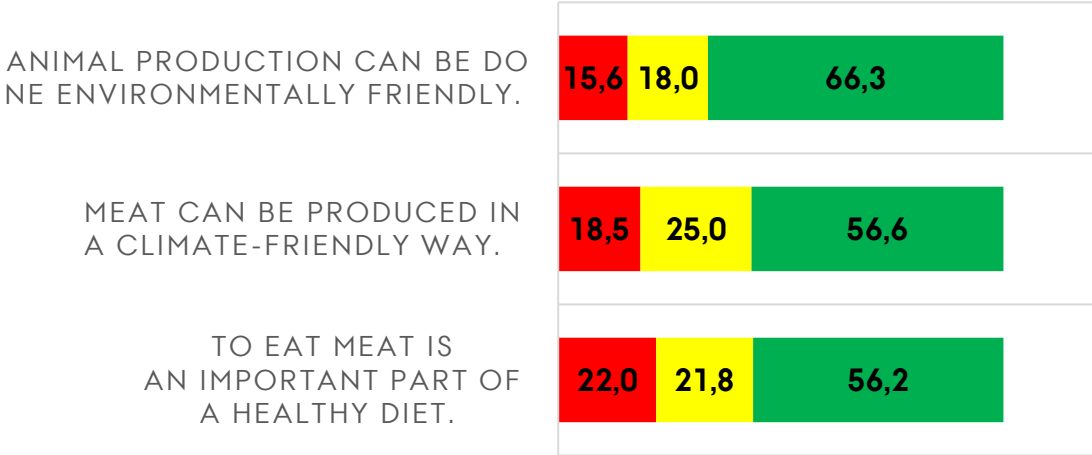 ANIMAL PRODUCTION CAN BE DO
NE ENVIRONMENTALLY FRIENDLY.
15,6 18,0 66,3
MEAT CAN BE PRODUCED IN
A CLIMATE-FRIENDLY WAY.
18,5 25,0 56,6
TO EAT MEAT IS
AN IMPORTANT PART OF
A HEALTHY DIET.
22,0 21,8 56,2